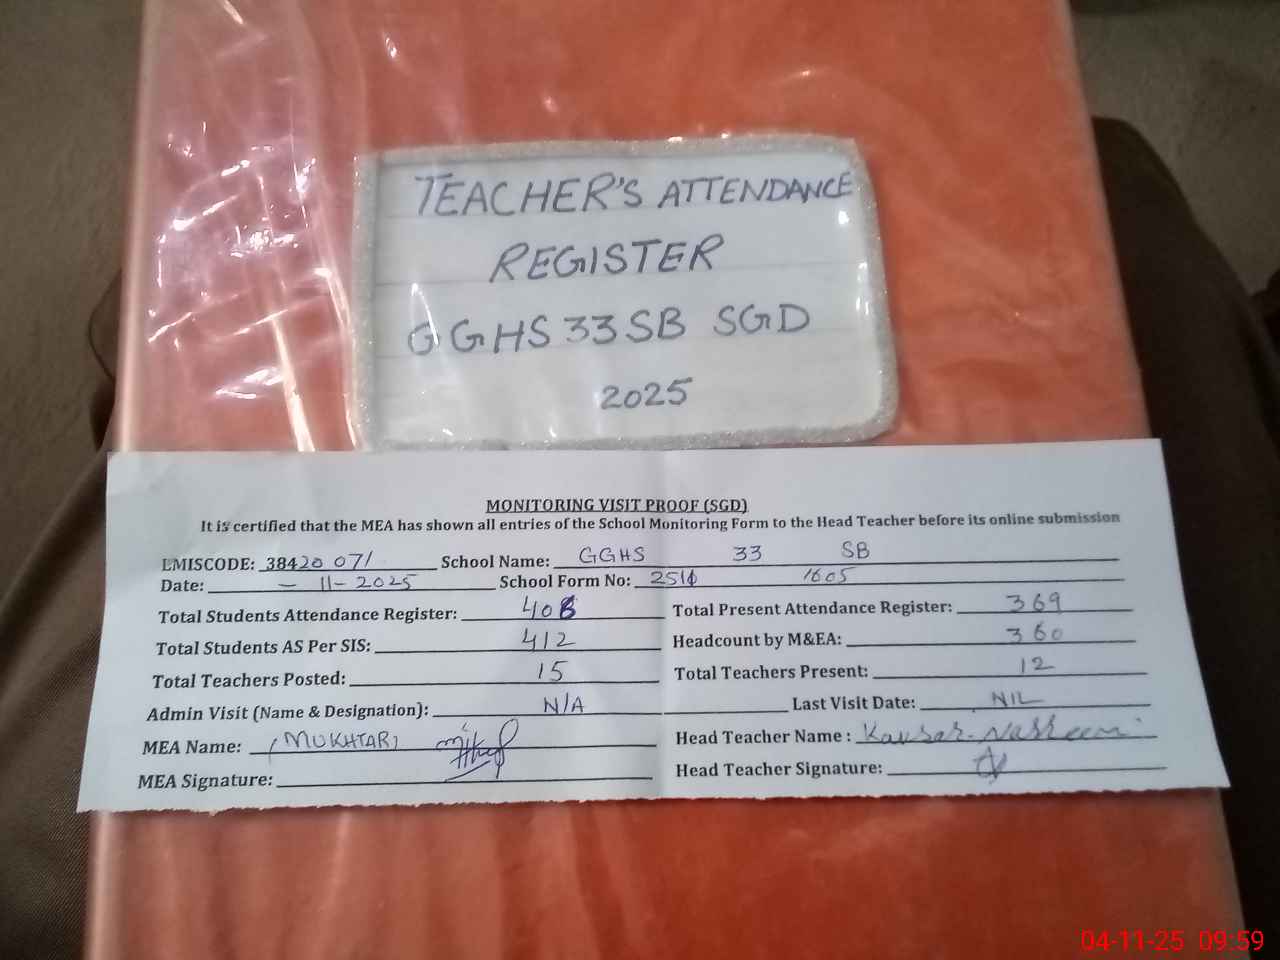 TEACHER'S ATTENDANCE
REGISTER
GGHS 33 SB SGD
2025
MONITORING VISIT PROOF (SGD)
It is certified that the MEA has shown all entries of the School Monitoring Form to the Head Teacher before its online submission
LMISCODE: 38420071 School Name: GGHS 33 SB
Date: - 11-2025 School Form No: 2510 1605
Total Students Attendance Register: 408 Total Present Attendance Register: 369
Total Students AS Per SIS: 412 Headcount by M&EA: 360
Total Teachers Posted: 15 Total Teachers Present: 12
Admin Visit (Name & Designation): N/A Last Visit Date: NIL
MEA Name: (MUKHTAR) Head Teacher Name : Kausar Nasheem
MEA Signature: Head Teacher Signature:
04-11-25 09:59